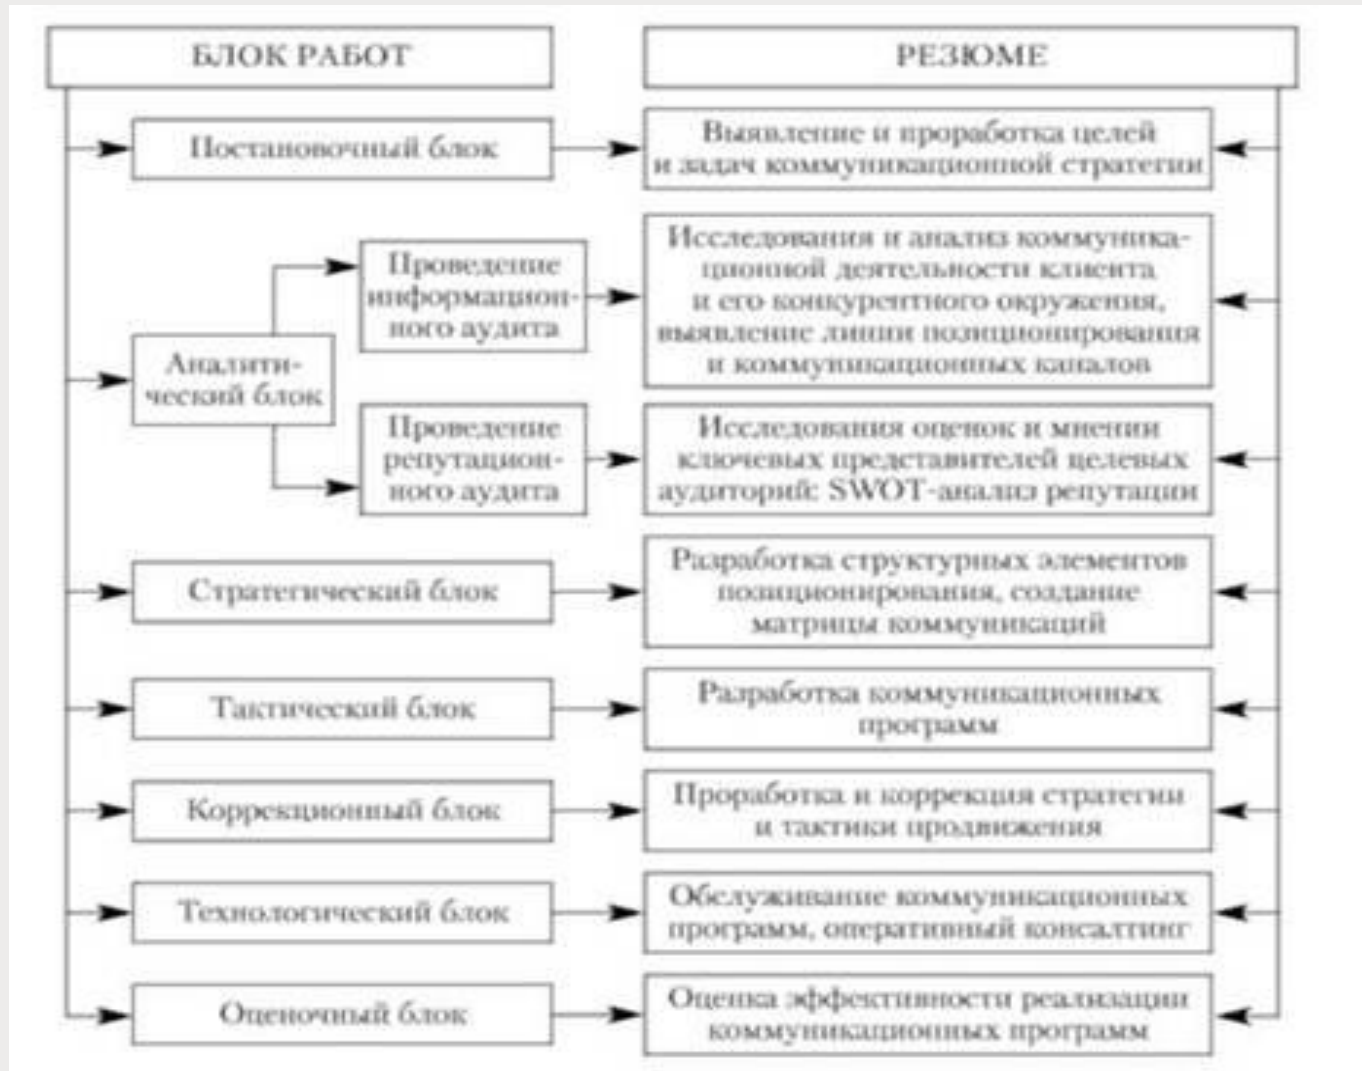 БЛОК РАБОТ
РЕЗЮМЕ
Постановочный блок
Выявление и проработка целей
и задач коммуникационной стратегии
Аналити-
ческий блок
Проведение
информацион-
ного аудита
Исследования и анализ коммуника-
ционной деятельности клиента
и его конкурентного окружения,
выявление линии позиционирования
и коммуникационных каналов
Проведение
репутацион-
ного аудита
Исследования оценок и мнении
ключевых представителей целевых
аудиторий: SWOT-анализ репутации
Стратегический блок
Разработка структурных элементов
позиционирования, создание
матрицы коммуникаций
Тактический блок
Разработка коммуникационных
программ
Коррекционный блок
Проработка и коррекция стратегии
и тактики продвижения
Технологический блок
Обслуживание коммуникационных
программ, оперативный консалтинг
Оценочный блок
Оценка эффективности реализации
коммуникационных программ